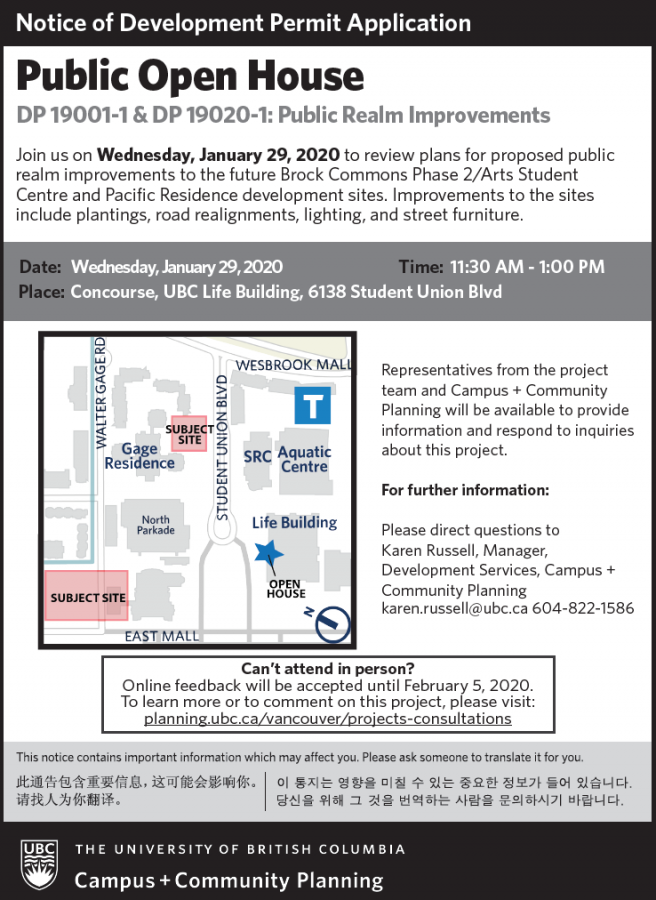 Notice of Development Permit Application
Public Open House
DP 19001-1 & DP 19020-1: Public Realm Improvements
Join us on Wednesday, January 29, 2020 to review plans for proposed public
realm improvements to the future Brock Commons Phase 2/Arts Student
Centre and Pacific Residence development sites. Improvements to the sites
include plantings, road realignments, lighting, and street furniture.
Date: Wednesday, January 29, 2020
Time: 11:30 AM - 1:00 PM
Place: Concourse, UBC Life Building, 6138 Student Union Blvd
WALTER GAGE RD
WESBROOK MALL
STUDENT UNION BLVD
T
SUBJECT
SITE
Gage
Residence
SRC
Aquatic
Centre
North
Parkade
Life Building
OPEN
HOUSE
SUBJECT SITE
N
EAST MALL
Representatives from the project
team and Campus + Community
Planning will be available to provide
information and respond to inquiries
about this project.
For further information:
Please direct questions to
Karen Russell, Manager,
Development Services, Campus +
Community Planning
karen.russell@ubc.ca 604-822-1586
Can't attend in person?
Online feedback will be accepted until February 5, 2020.
To learn more or to comment on this project, please visit:
planning.ubc.ca/vancouver/projects-consultations
This notice contains important information which may affect you. Please ask someone to translate it for you.
此通告包含重要信息，这可能会影响你。
请找人为你翻译。
이 통지는 영향을 미칠 수 있는 중요한 정보가 들어 있습니다.
당신을 위해 그 것을 번역하는 사람을 문의하시기 바랍니다.
UBC
THE UNIVERSITY OF BRITISH COLUMBIA
Campus + Community Planning